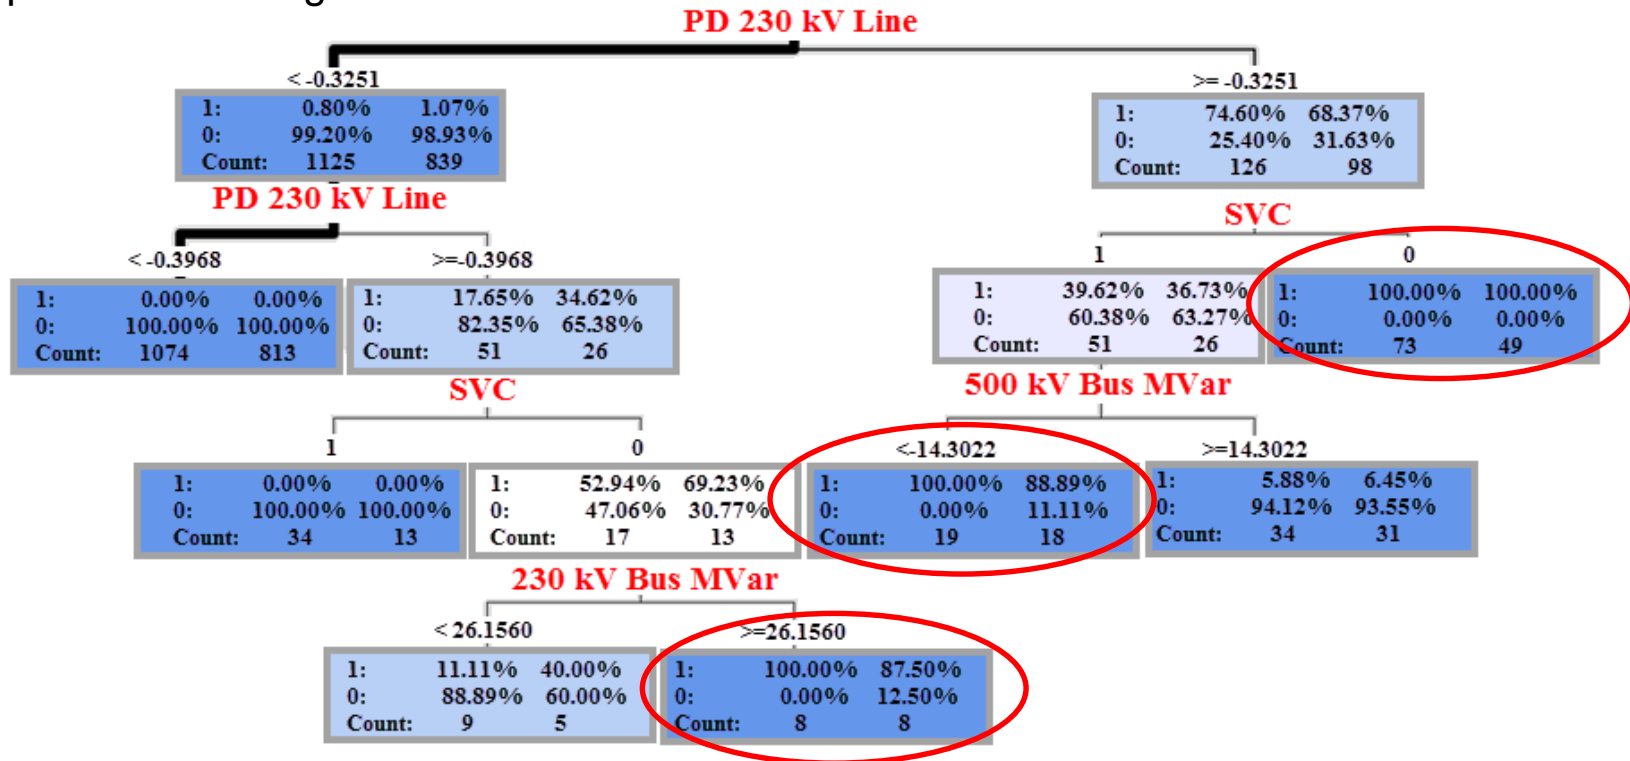 PD 230 kV Line
< -0.3251
>= -0.3251
1: 0.80% 1.07%
0: 99.20% 98.93%
Count: 1125 839
1: 74.60% 68.37%
0: 25.40% 31.63%
Count: 126 98
PD 230 kV Line
SVC
< -0.3968
>=-0.3968
1
0
1: 0.00% 0.00%
0: 100.00% 100.00%
Count: 1074 813
1: 17.65% 34.62%
0: 82.35% 65.38%
Count: 51 26
1: 39.62% 36.73%
0: 60.38% 63.27%
Count: 51 26
1: 100.00% 100.00%
0: 0.00% 0.00%
Count: 73 49
SVC
500 kV Bus MVar
1
0
<-14.3022
>=14.3022
1: 0.00% 0.00%
0: 100.00% 100.00%
Count: 34 13
1: 52.94% 69.23%
0: 47.06% 30.77%
Count: 17 13
1: 100.00% 88.89%
0: 0.00% 11.11%
Count: 19 18
1: 5.88% 6.45%
0: 94.12% 93.55%
Count: 34 31
230 kV Bus MVar
< 26.1560
>=26.1560
1: 11.11% 40.00%
0: 88.89% 60.00%
Count: 9 5
1: 100.00% 87.50%
0: 0.00% 12.50%
Count: 8 8